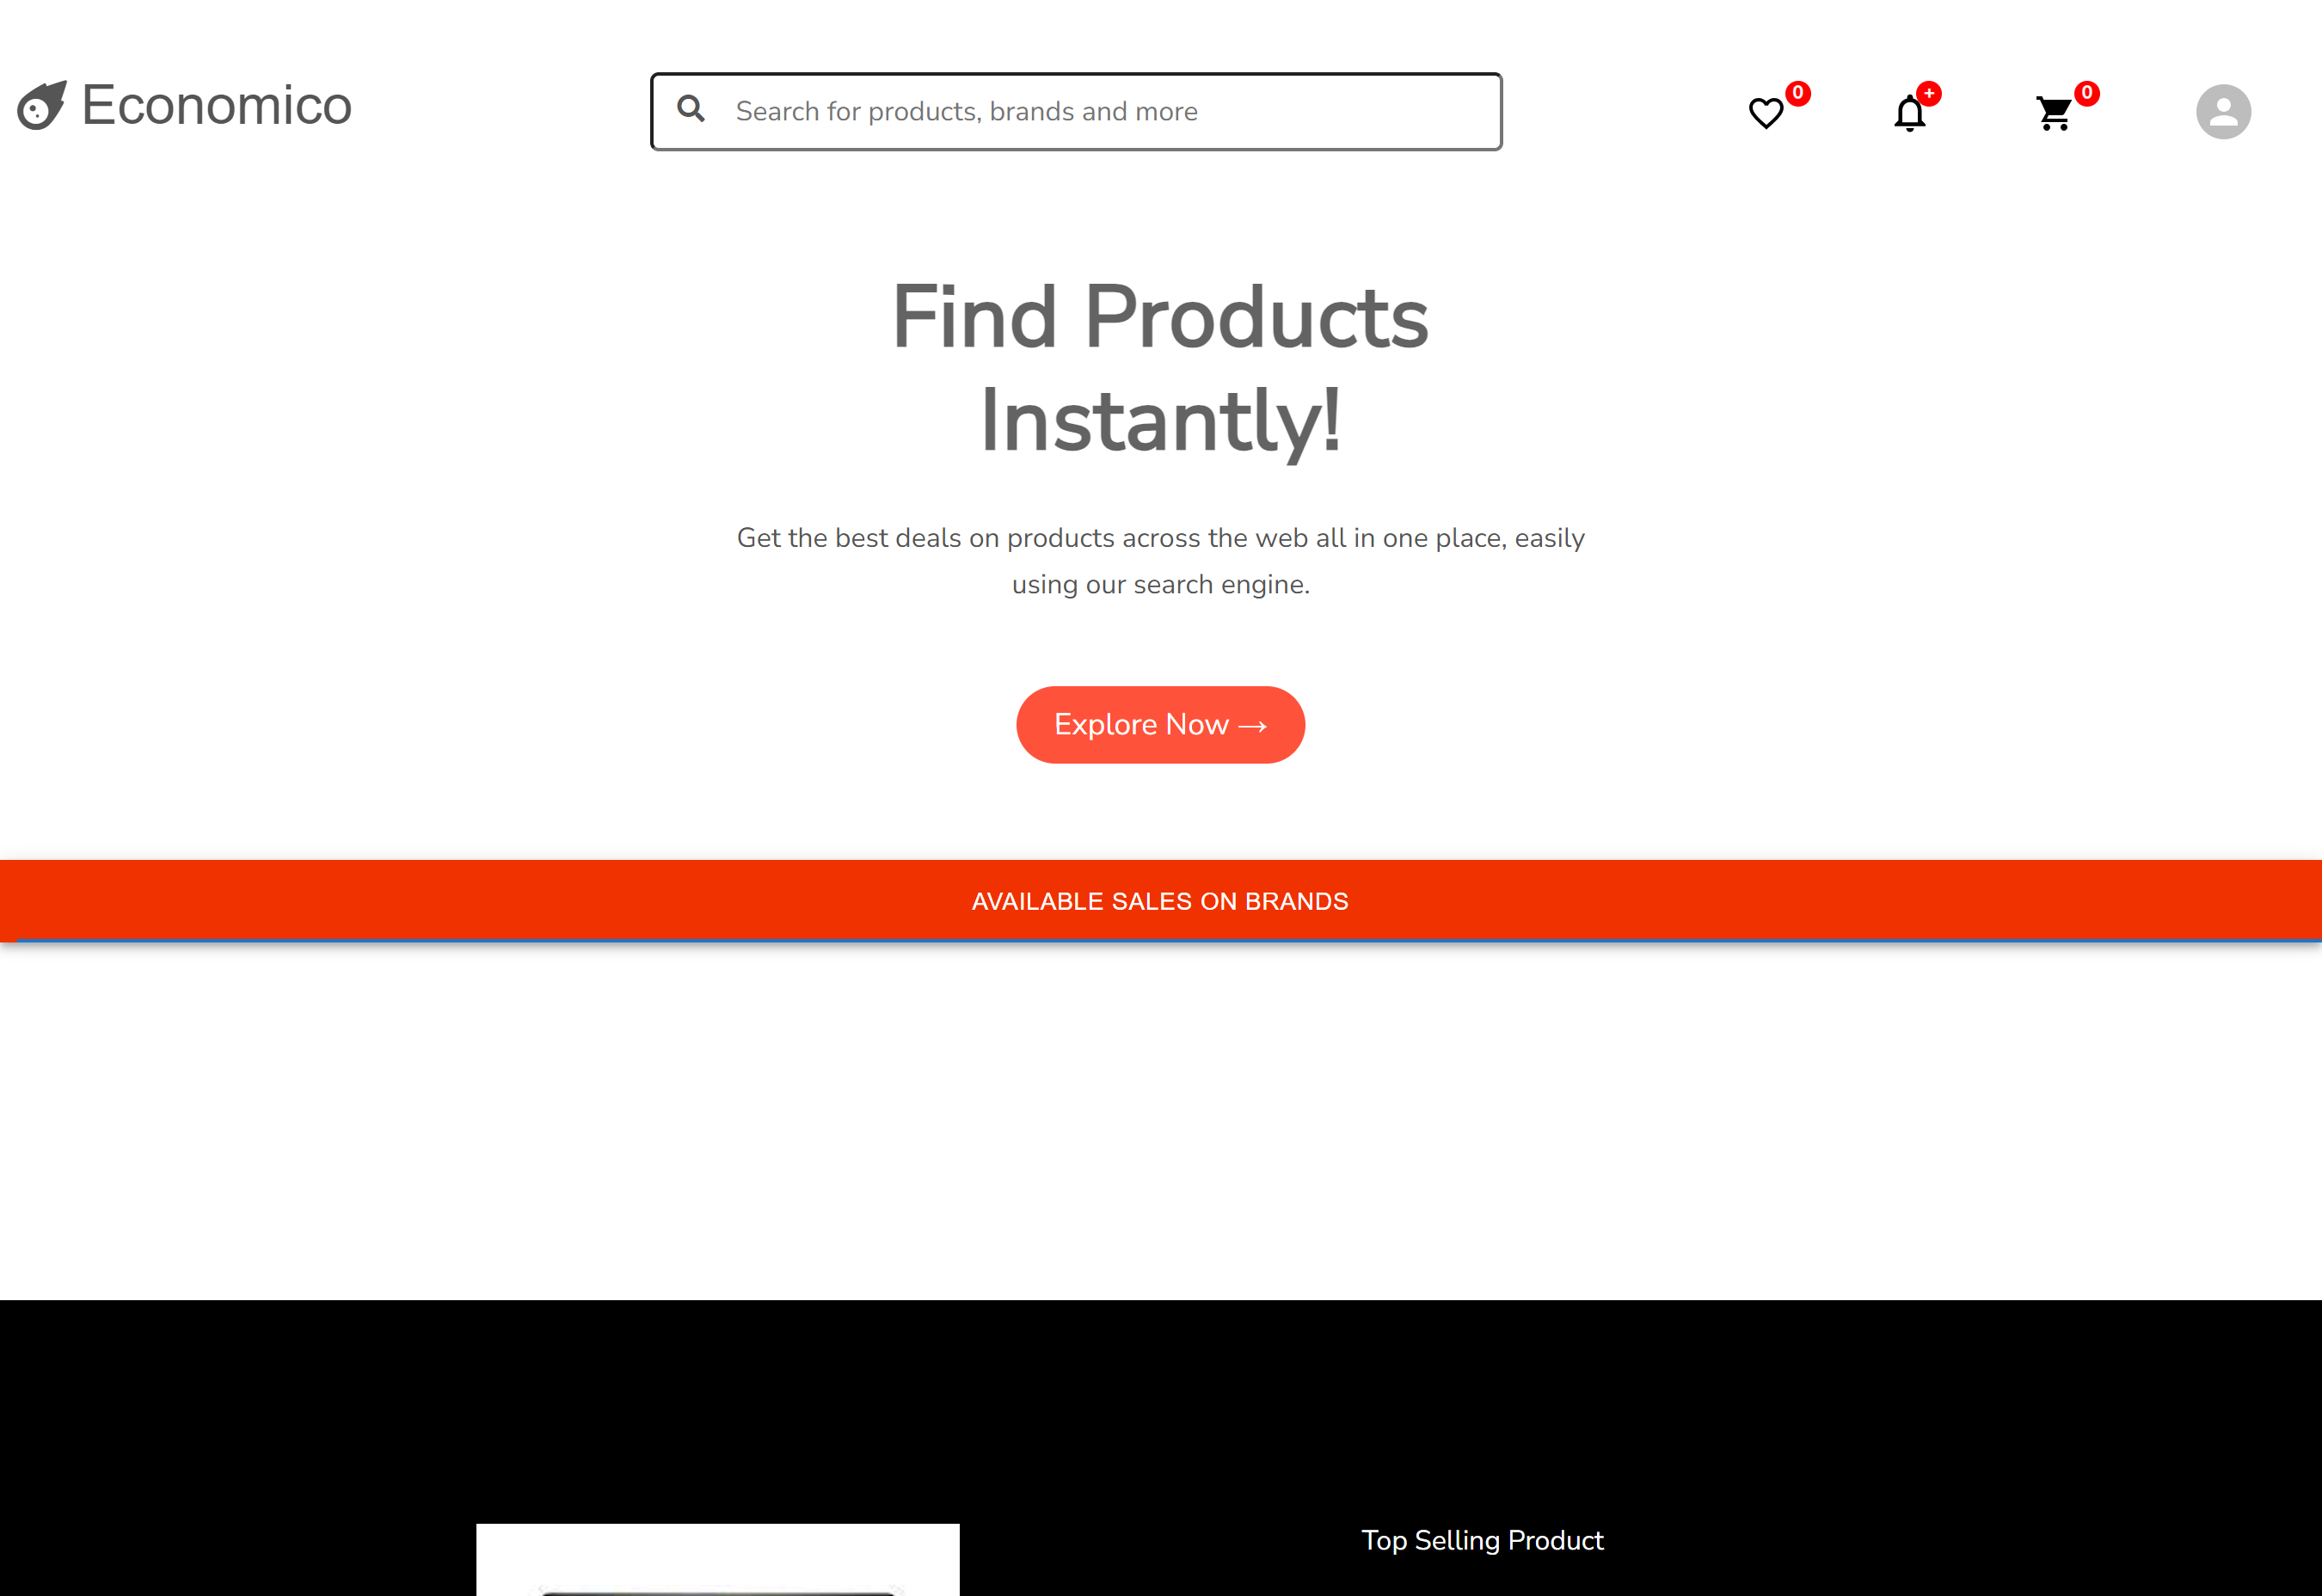 Economico
Search for products, brands and more
0
+
0
Find Products
Instantly!
Get the best deals on products across the web all in one place, easily
using our search engine.
Explore Now →
AVAILABLE SALES ON BRANDS
Top Selling Product